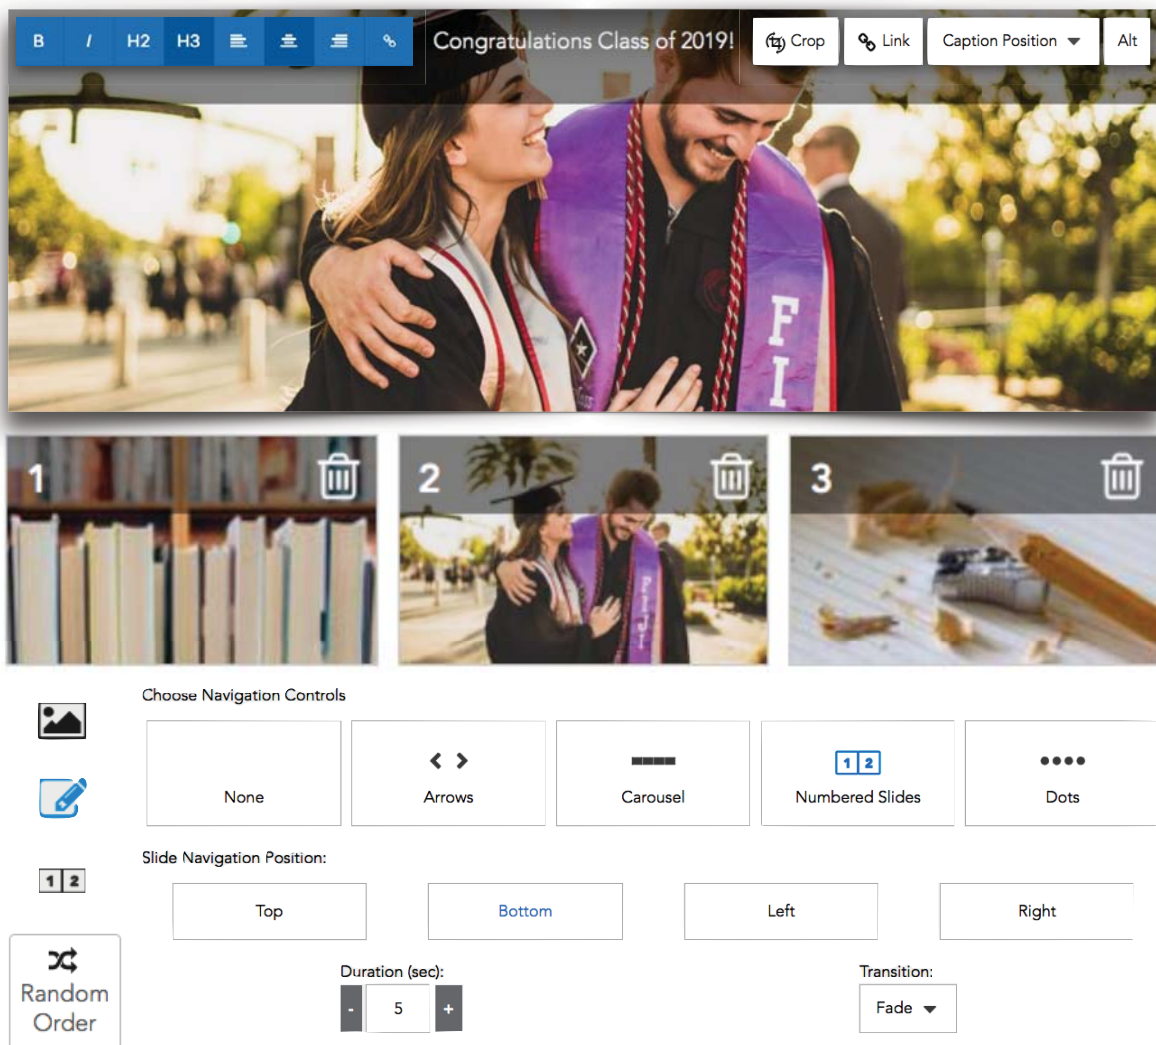 B I H2 H3 Congratulations Class of 2019! Crop Link Caption Position Alt
F
I
1 2 3
Choose Navigation Controls
1 2
None Arrows Carousel Numbered Slides Dots
Slide Navigation Position:
1 2
Top Bottom Left Right
Random
Order
Duration (sec): Transition:
- 5 + Fade